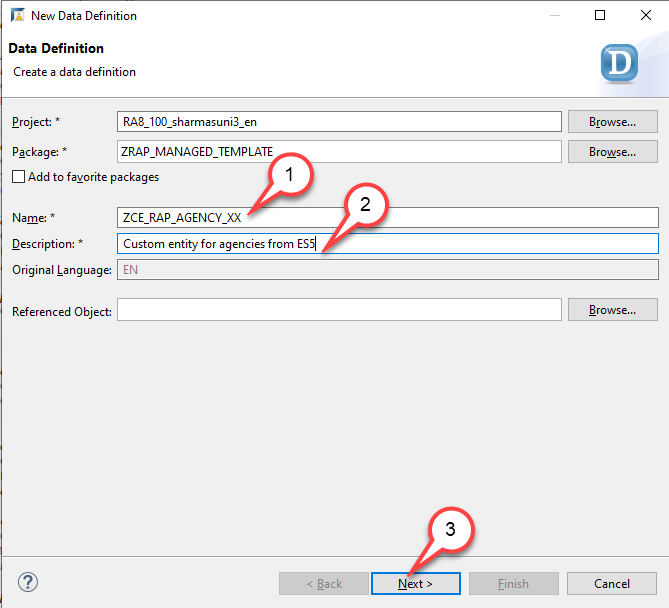 New Data Definition
Data Definition
Create a data definition
D
Project: * RA8_100_sharmasuni3_en Browse...
Package: * ZRAP_MANAGED_TEMPLATE Browse...
Add to favorite packages
1
Name: * ZCE_RAP_AGENCY_XX
2
Description: * Custom entity for agencies from ES5
Original Language: EN
Referenced Object: Browse...
3
? < Back Next > Finish Cancel